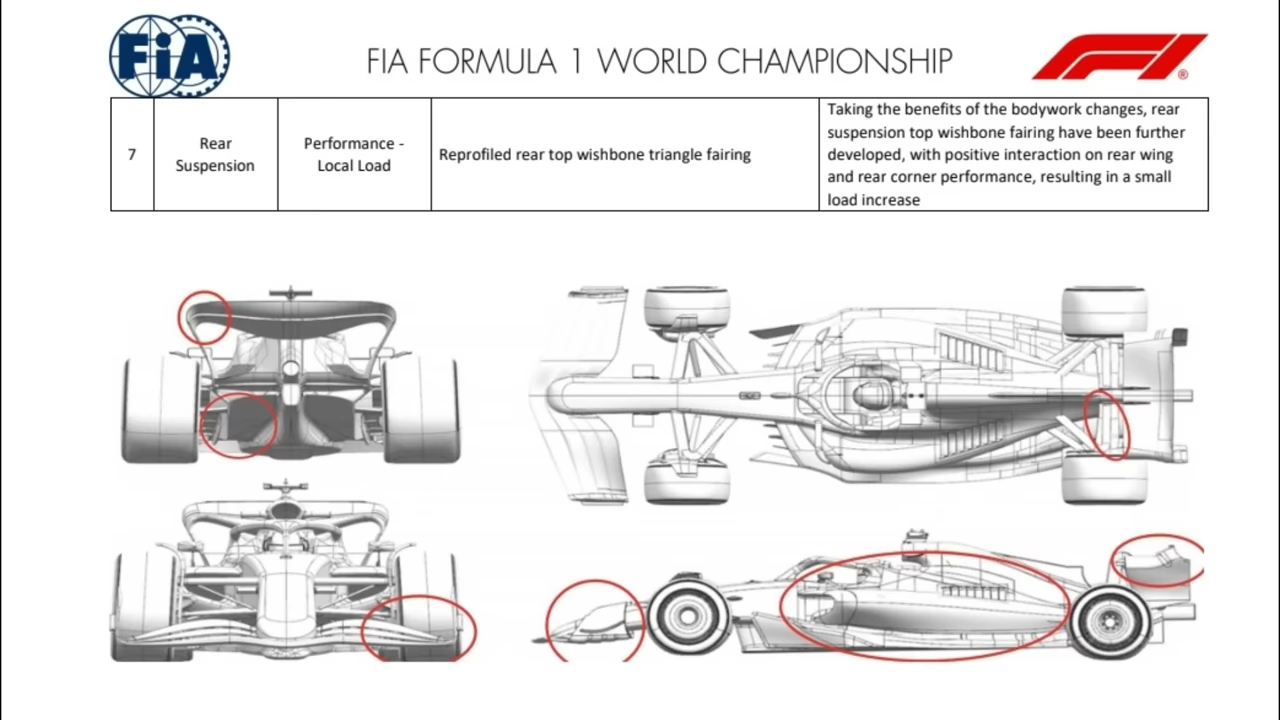 FiA
FIA FORMULA 1 WORLD CHAMPIONSHIP
F1®
7
Rear
Suspension
Performance -
Local Load
Reprofiled rear top wishbone triangle fairing
Taking the benefits of the bodywork changes, rear
suspension top wishbone fairing have been further
developed, with positive interaction on rear wing
and rear corner performance, resulting in a small
load increase